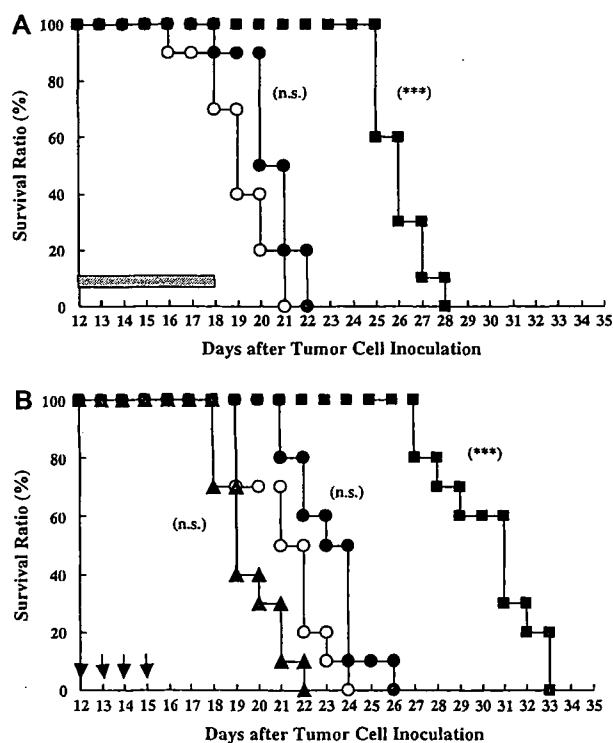 A
100
80
60
40
20
0
Survival Ratio (%)
(n.s.)
(***)
12 13 14 15 16 17 18 19 20 21 22 23 24 25 26 27 28 29 30 31 32 33 34 35
Days after Tumor Cell Inoculation
B
100
80
60
40
20
0
Survival Ratio (%)
(n.s.)
(n.s.)
(***)
12 13 14 15 16 17 18 19 20 21 22 23 24 25 26 27 28 29 30 31 32 33 34 35
Days after Tumor Cell Inoculation